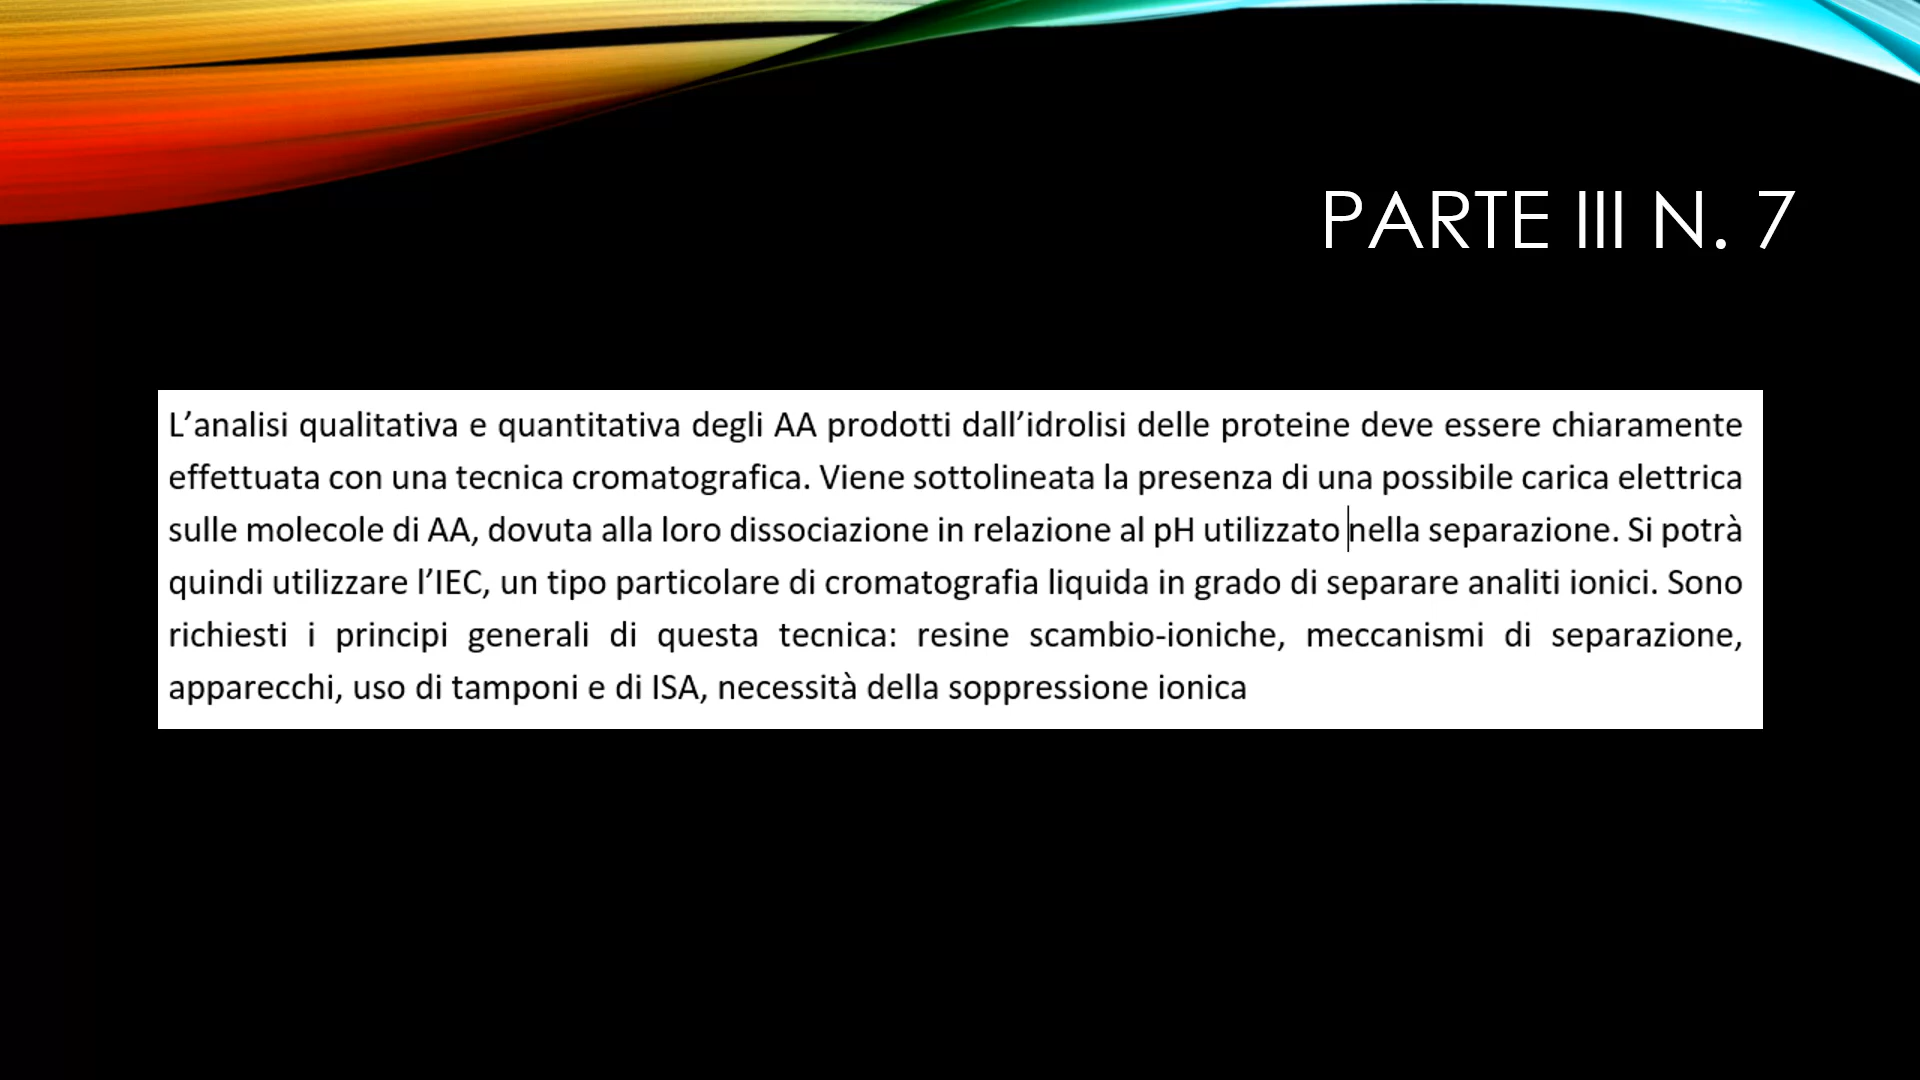 PARTE III N. 7
L’analisi qualitativa e quantitativa degli AA prodotti dall’idrolisi delle proteine deve essere chiaramente
effettuata con una tecnica cromatografica. Viene sottolineata la presenza di una possibile carica elettrica
sulle molecole di AA, dovuta alla loro dissociazione in relazione al pH utilizzato nella separazione. Si potrà
quindi utilizzare l’IEC, un tipo particolare di cromatografia liquida in grado di separare analiti ionici. Sono
richiesti i principi generali di questa tecnica: resine scambio-ioniche, meccanismi di separazione,
apparecchi, uso di tamponi e di ISA, necessità della soppressione ionica